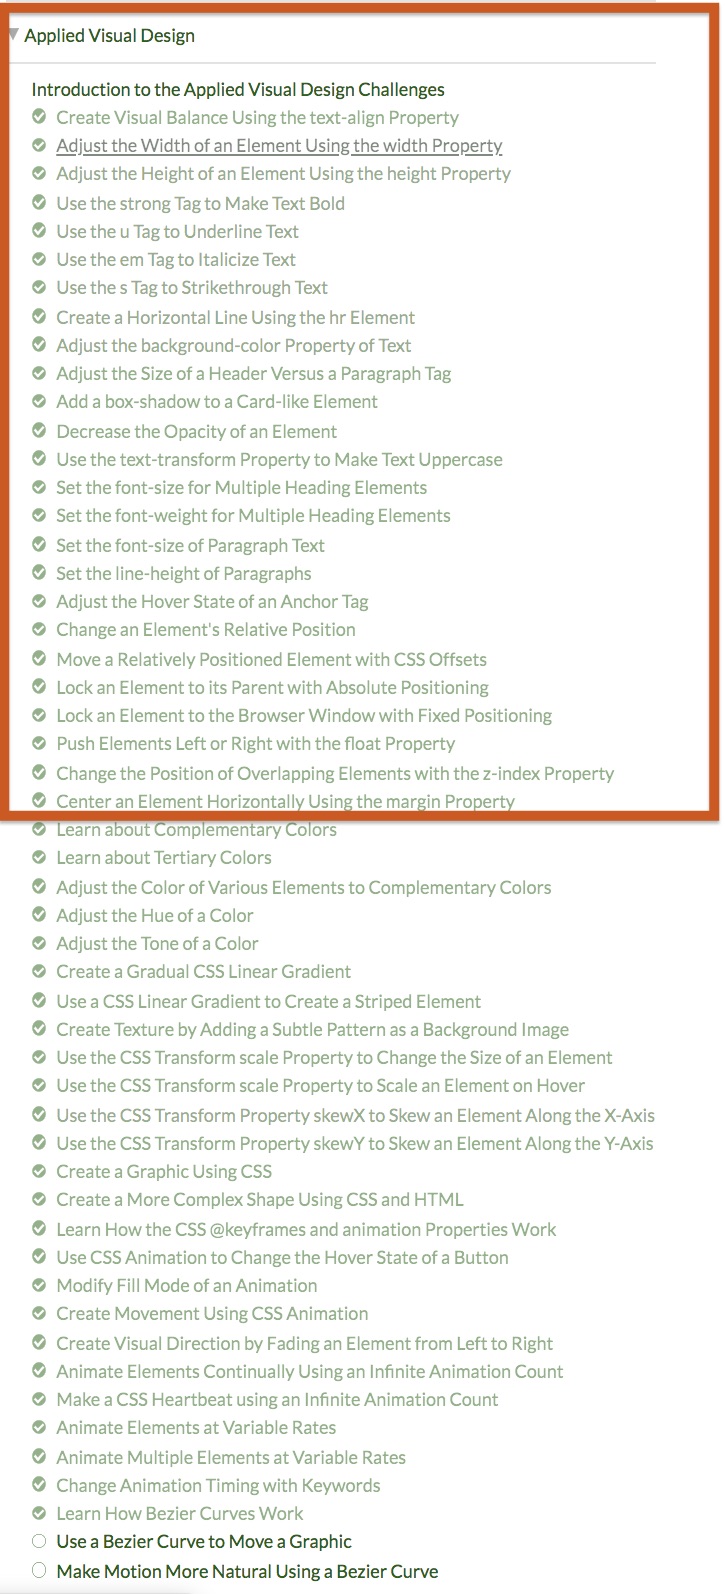 Applied Visual Design
Introduction to the Applied Visual Design Challenges
Create Visual Balance Using the text-align Property
Adjust the Width of an Element Using the width Property
Adjust the Height of an Element Using the height Property
Use the strong Tag to Make Text Bold
Use the u Tag to Underline Text
Use the em Tag to Italicize Text
Use the s Tag to Strikethrough Text
Create a Horizontal Line Using the hr Element
Adjust the background-color Property of Text
Adjust the Size of a Header Versus a Paragraph Tag
Add a box-shadow to a Card-like Element
Decrease the Opacity of an Element
Use the text-transform Property to Make Text Uppercase
Set the font-size for Multiple Heading Elements
Set the font-weight for Multiple Heading Elements
Set the font-size of Paragraph Text
Set the line-height of Paragraphs
Adjust the Hover State of an Anchor Tag
Change an Element's Relative Position
Move a Relatively Positioned Element with CSS Offsets
Lock an Element to its Parent with Absolute Positioning
Lock an Element to the Browser Window with Fixed Positioning
Push Elements Left or Right with the float Property
Change the Position of Overlapping Elements with the z-index Property
Center an Element Horizontally Using the margin Property
Learn about Complementary Colors
Learn about Tertiary Colors
Adjust the Color of Various Elements to Complementary Colors
Adjust the Hue of a Color
Adjust the Tone of a Color
Create a Gradual CSS Linear Gradient
Use a CSS Linear Gradient to Create a Striped Element
Create Texture by Adding a Subtle Pattern as a Background Image
Use the CSS Transform scale Property to Change the Size of an Element
Use the CSS Transform scale Property to Scale an Element on Hover
Use the CSS Transform Property skewX to Skew an Element Along the X-Axis
Use the CSS Transform Property skewY to Skew an Element Along the Y-Axis
Create a Graphic Using CSS
Create a More Complex Shape Using CSS and HTML
Learn How the CSS @keyframes and animation Properties Work
Use CSS Animation to Change the Hover State of a Button
Modify Fill Mode of an Animation
Create Movement Using CSS Animation
Create Visual Direction by Fading an Element from Left to Right
Animate Elements Continually Using an Infinite Animation Count
Make a CSS Heartbeat using an Infinite Animation Count
Animate Elements at Variable Rates
Animate Multiple Elements at Variable Rates
Change Animation Timing with Keywords
Learn How Bezier Curves Work
Use a Bezier Curve to Move a Graphic
Make Motion More Natural Using a Bezier Curve